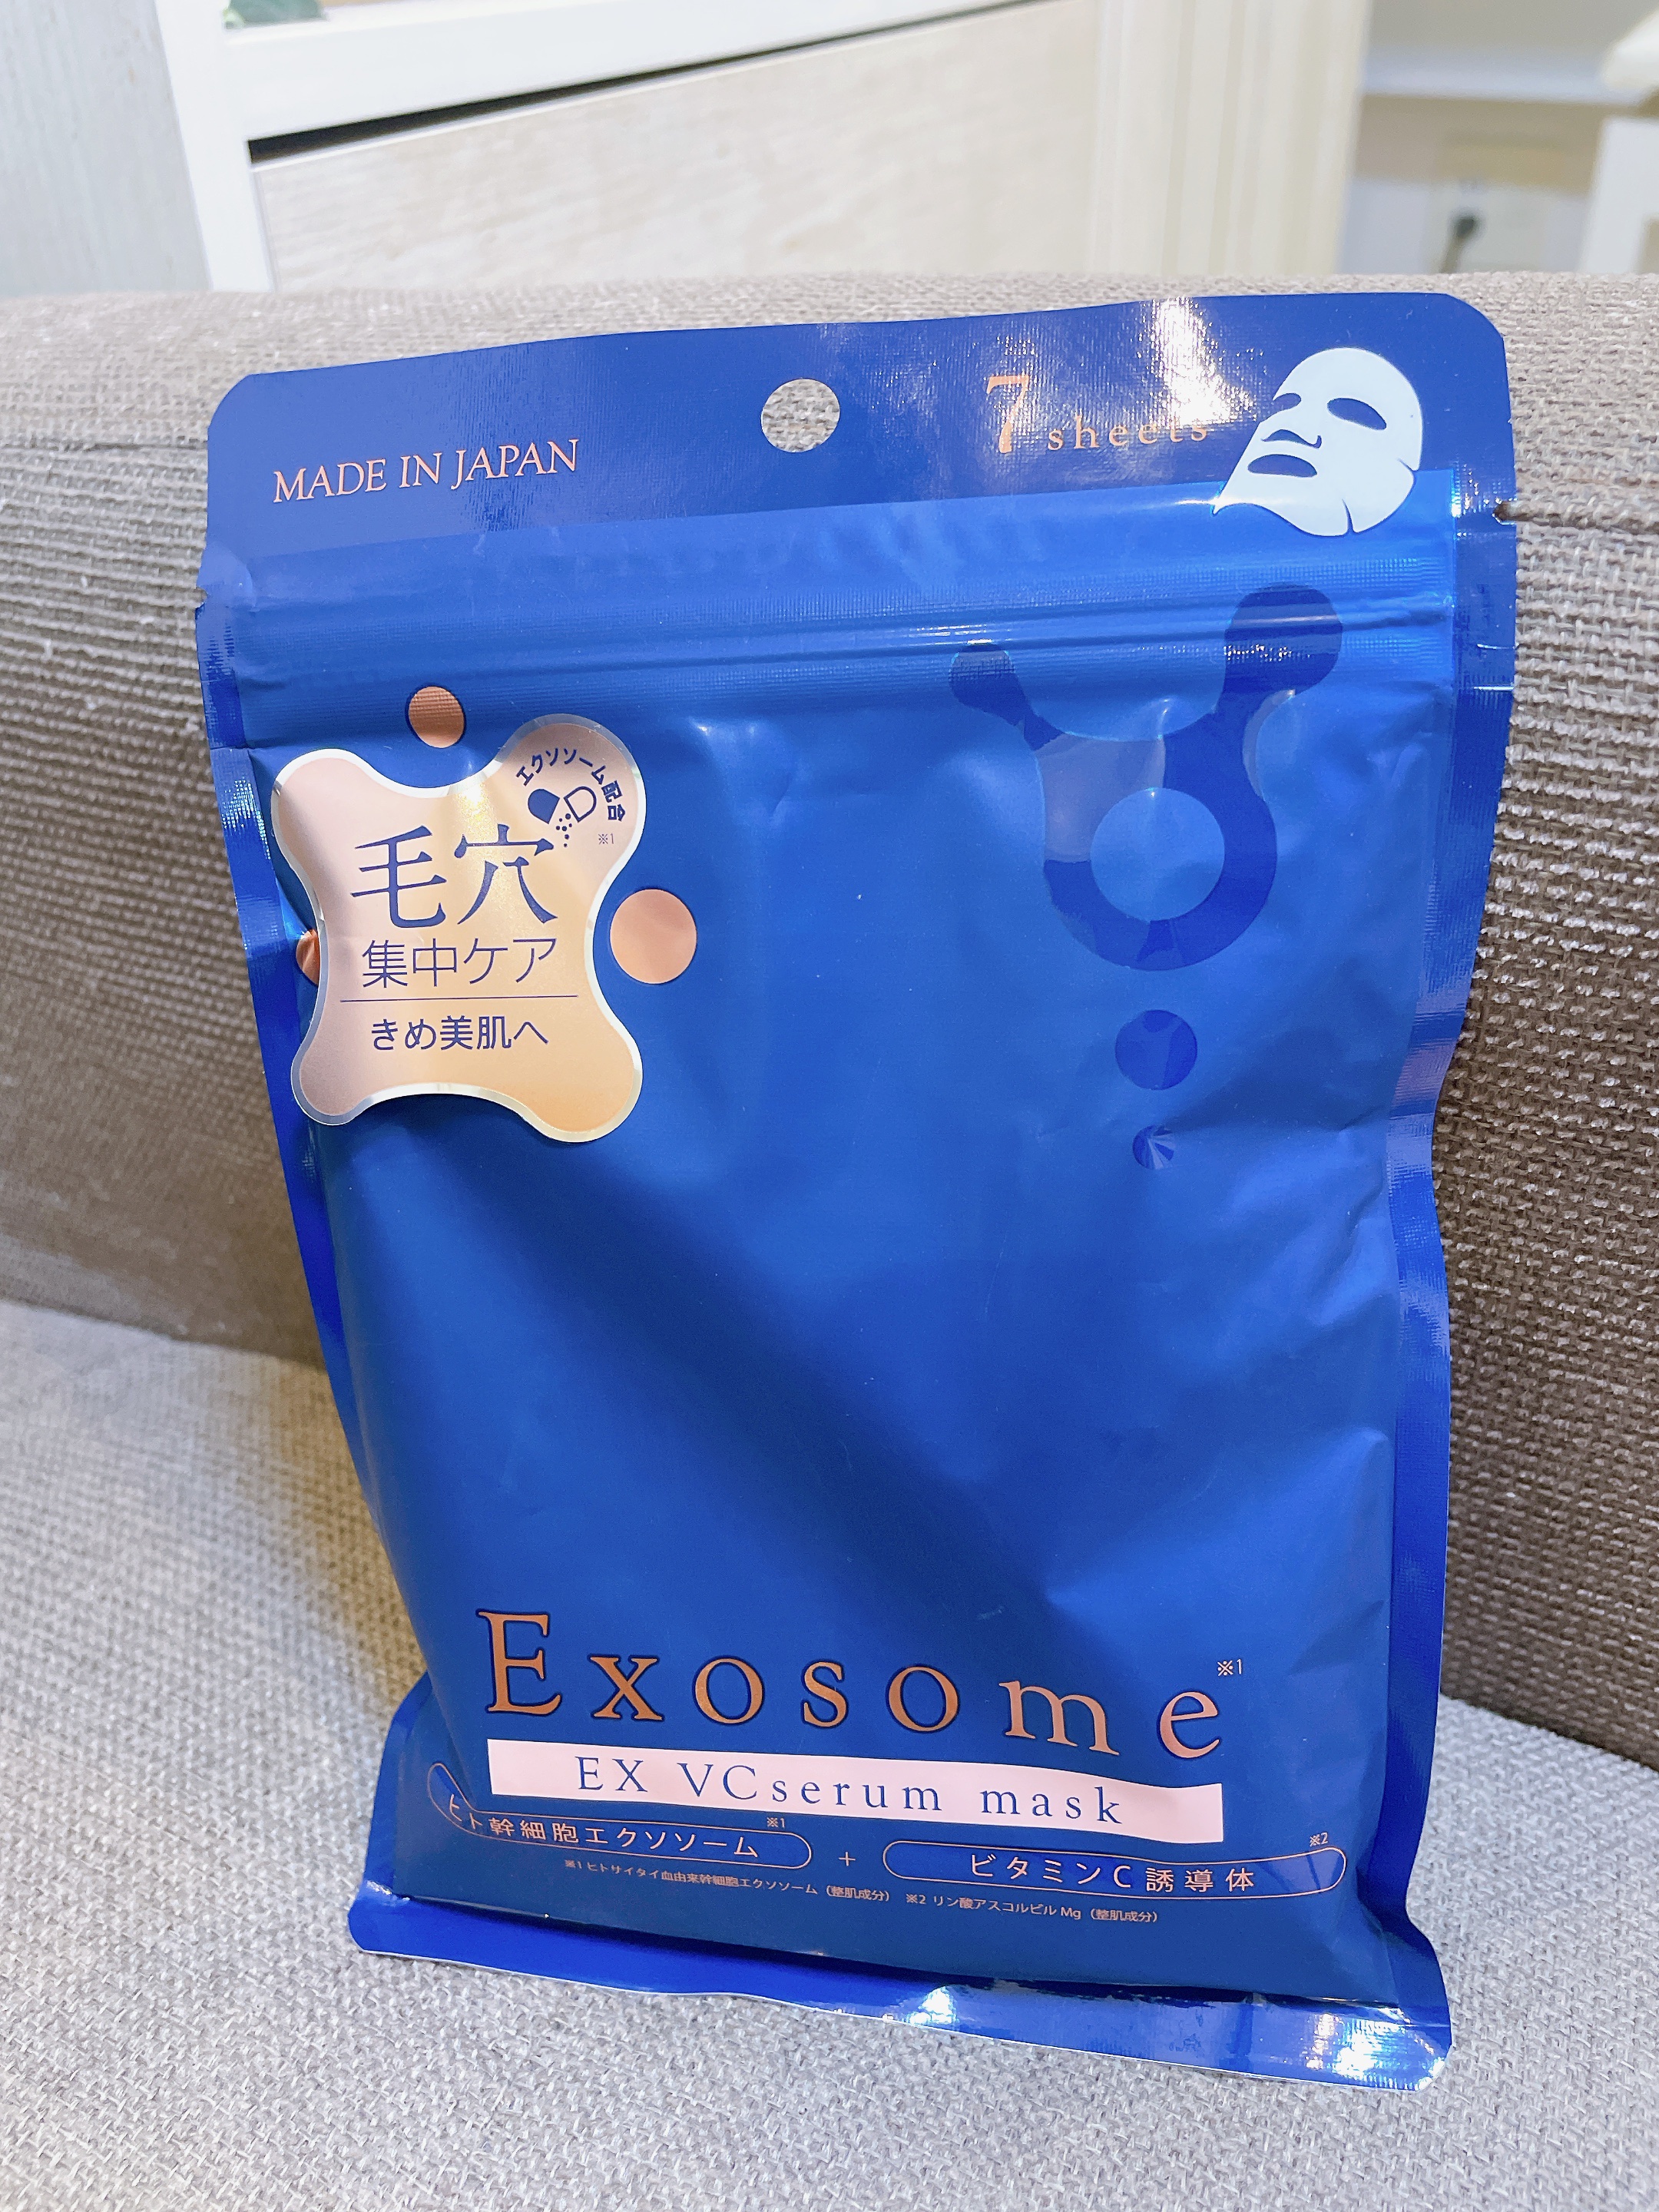 MADE IN JAPAN
7 sheets
エクソソーム配合
※1
毛穴
集中ケア
きめ美肌へ
Exosome※1
EX VCserum mask
ヒト幹細胞エクソソーム※1 + ビタミンC誘導体※2
※1 ヒトサイタイ血由来幹細胞エクソソーム（整肌成分） ※2 リン酸アスコルビルMg（整肌成分）